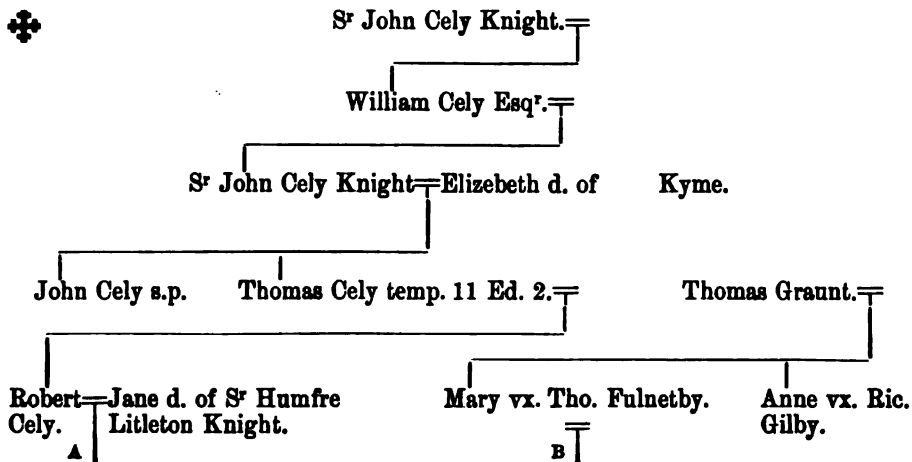 Sʳ John Cely Knight.
William Cely Esqʳ.
Sʳ John Cely Knight Elizebeth d. of Kyme.
John Cely s.p. Thomas Cely temp. 11 Ed. 2. Thomas Graunt.
Robert Jane d. of Sʳ Humfre Mary vx. Tho. Fulnetby. Anne vx. Ric.
Cely. Litleton Knight. Gilby.
A B